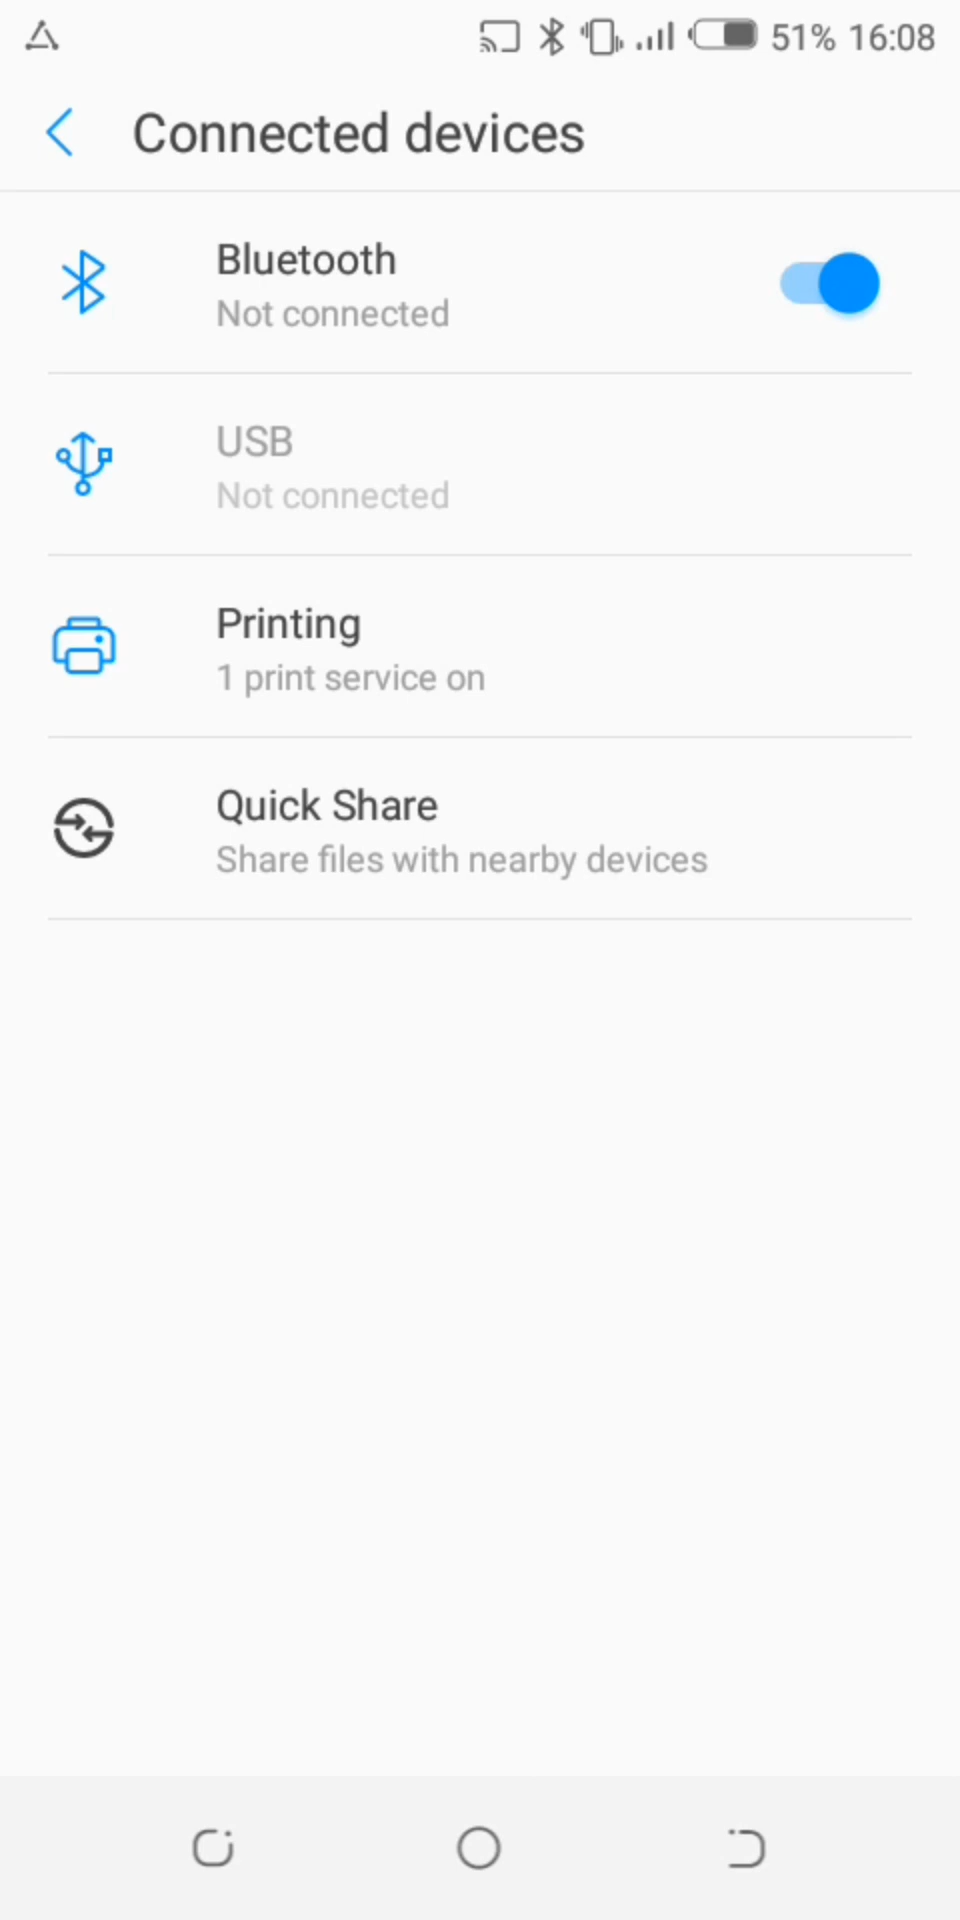 51% 16:08
Connected devices
Bluetooth
Not connected
USB
Not connected
Printing
1 print service on
Quick Share
Share files with nearby devices